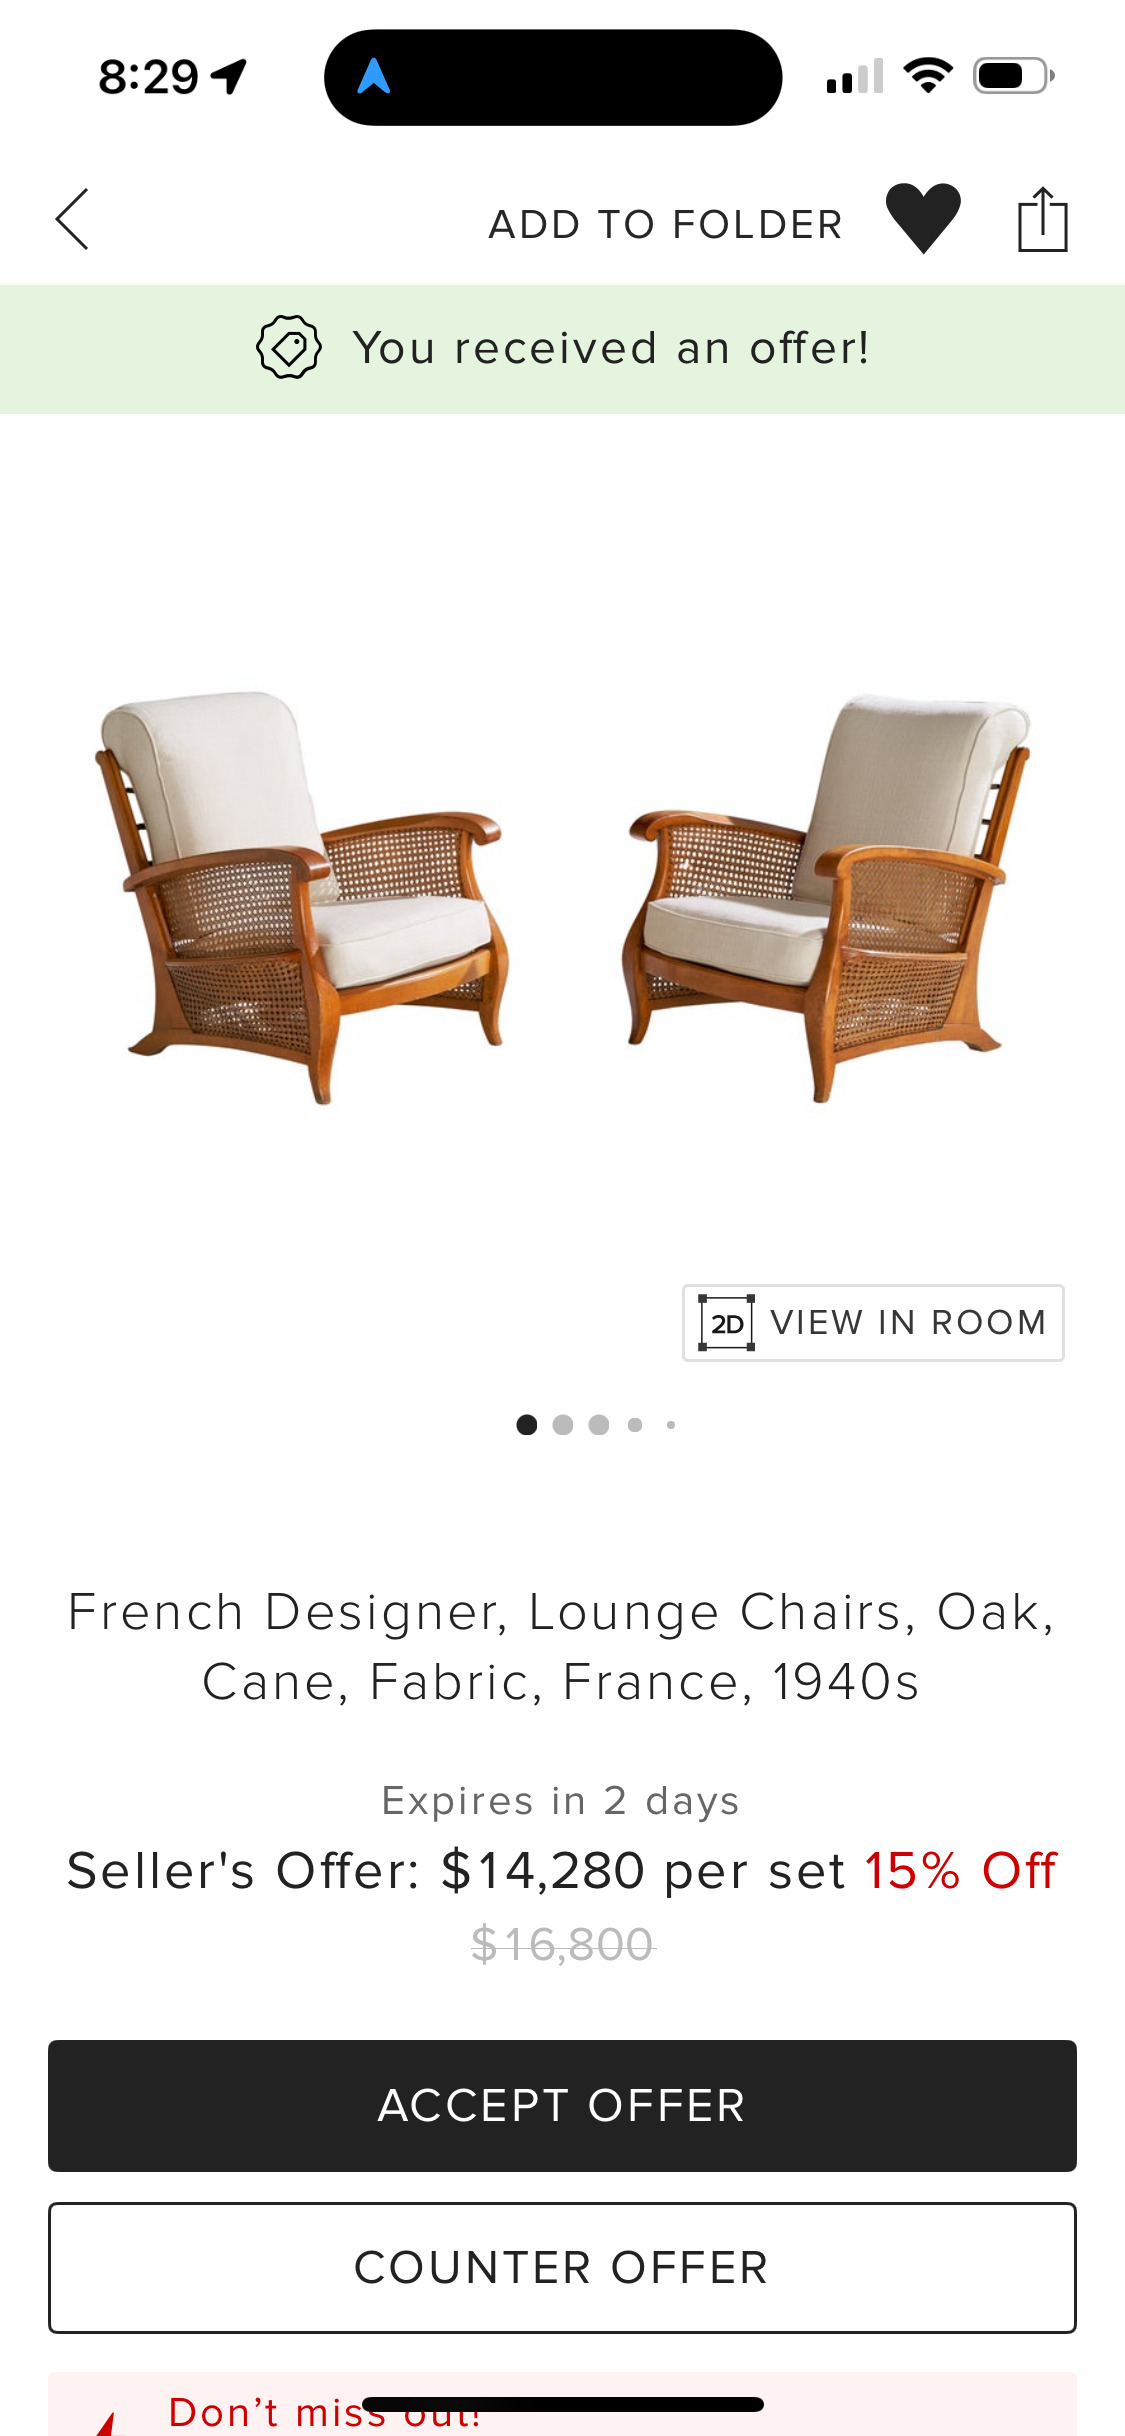 8:29
ADD TO FOLDER
You received an offer!
2D VIEW IN ROOM
French Designer, Lounge Chairs, Oak,
Cane, Fabric, France, 1940s
Expires in 2 days
Seller's Offer: $14,280 per set 15% Off
$16,800
ACCEPT OFFER
COUNTER OFFER
Don’t miss out!